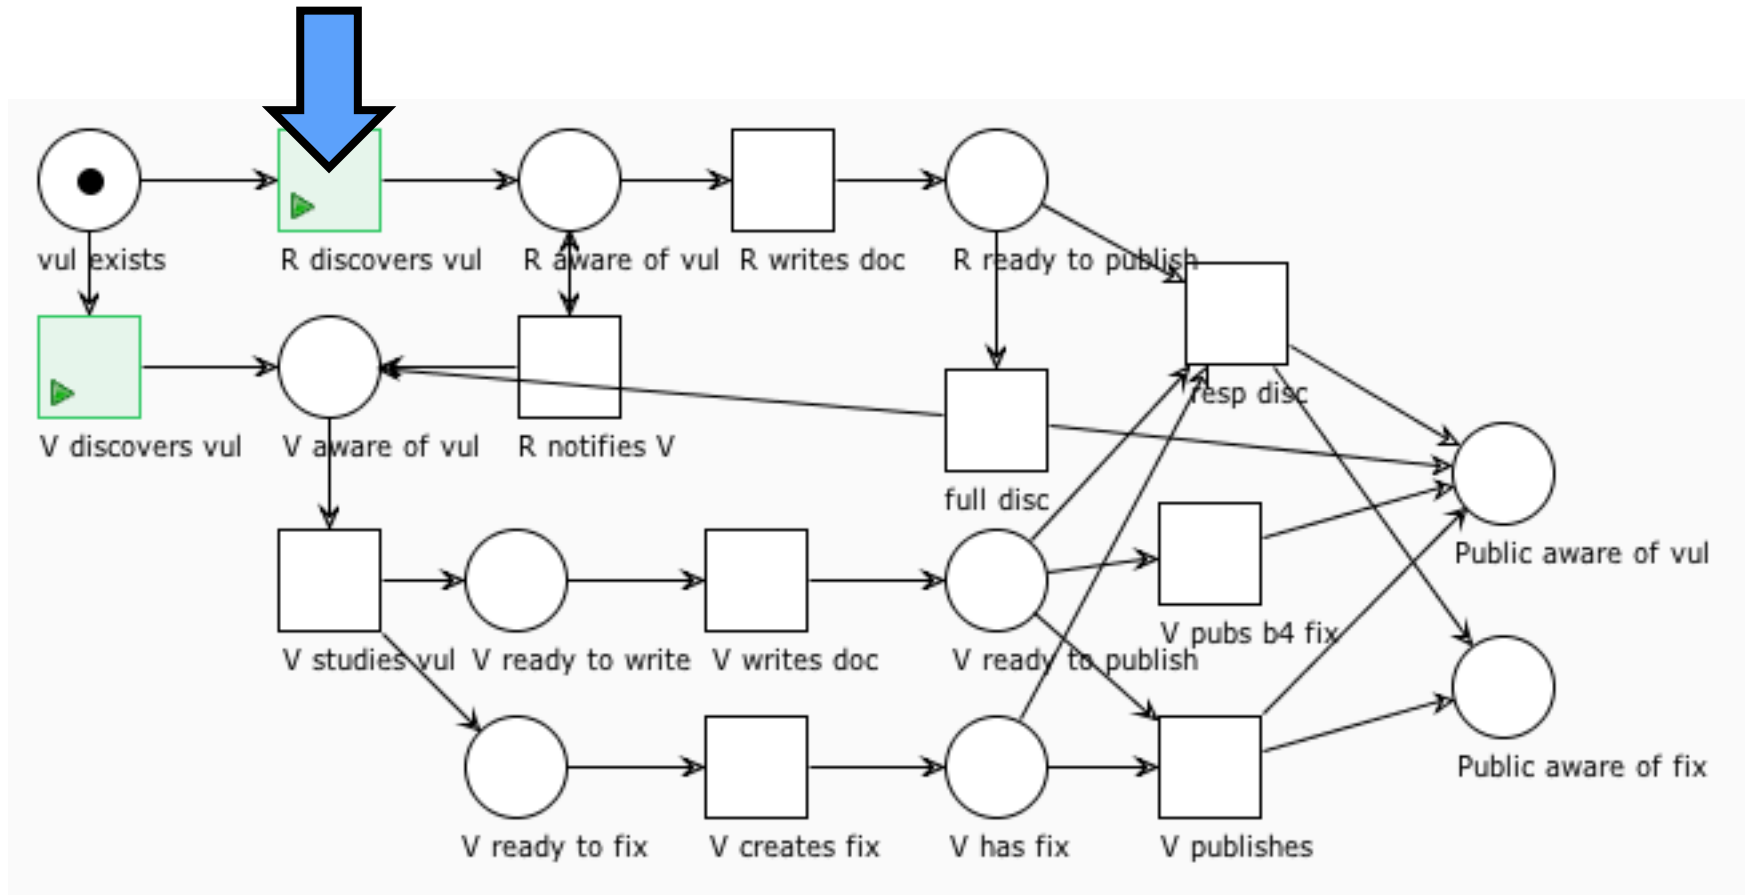 vul exists
R discovers vul
R aware of vul
R writes doc
R ready to publish
V discovers vul
V aware of vul
R notifies V
resp disc
full disc
Public aware of vul
V studies vul
V ready to write
V writes doc
V ready to publish
V pubs b4 fix
Public aware of fix
V ready to fix
V creates fix
V has fix
V publishes